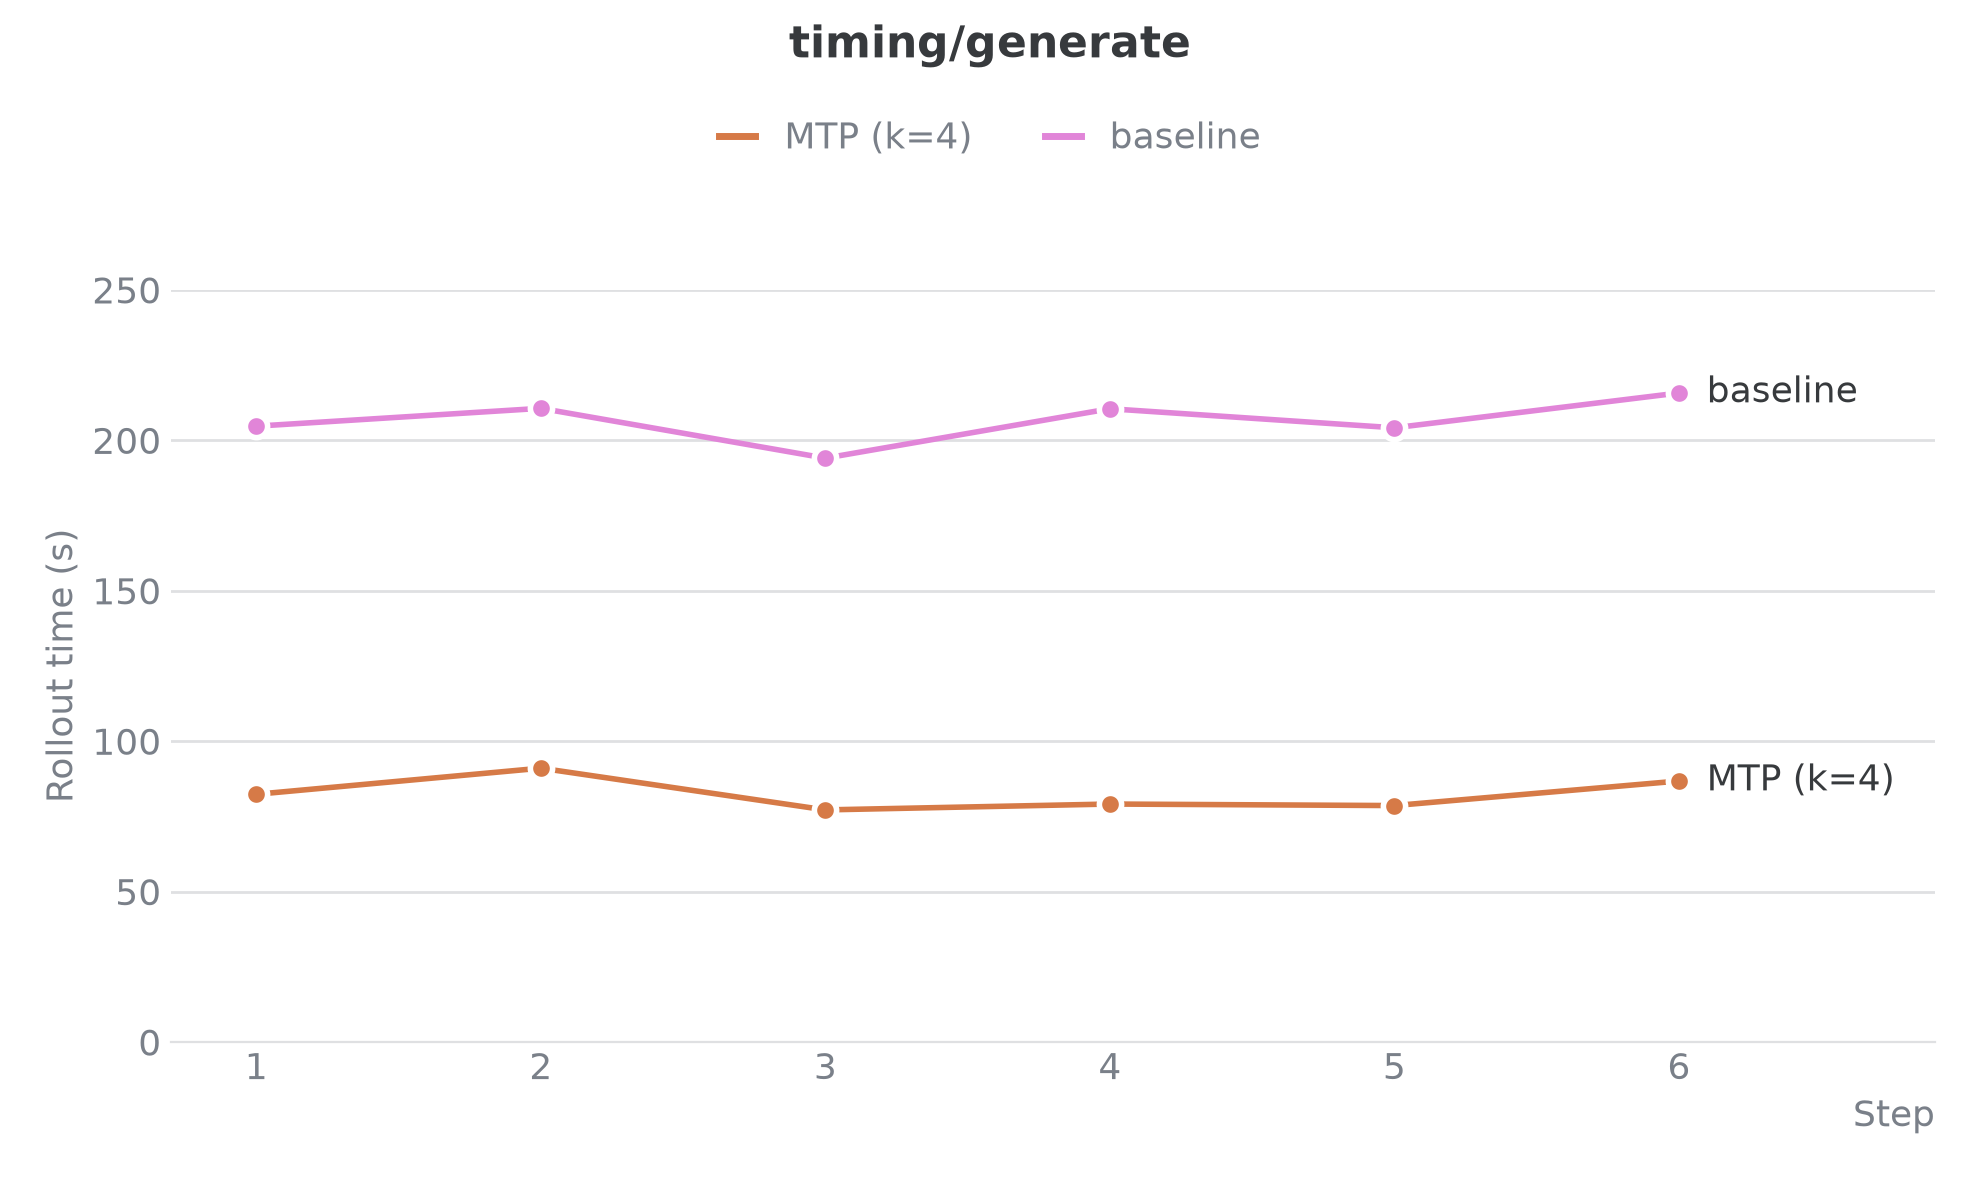 timing/generate
MTP (k=4)
baseline
250
200
150
100
50
0
Rollout time (s)
baseline
MTP (k=4)
1 2 3 4 5 6
Step